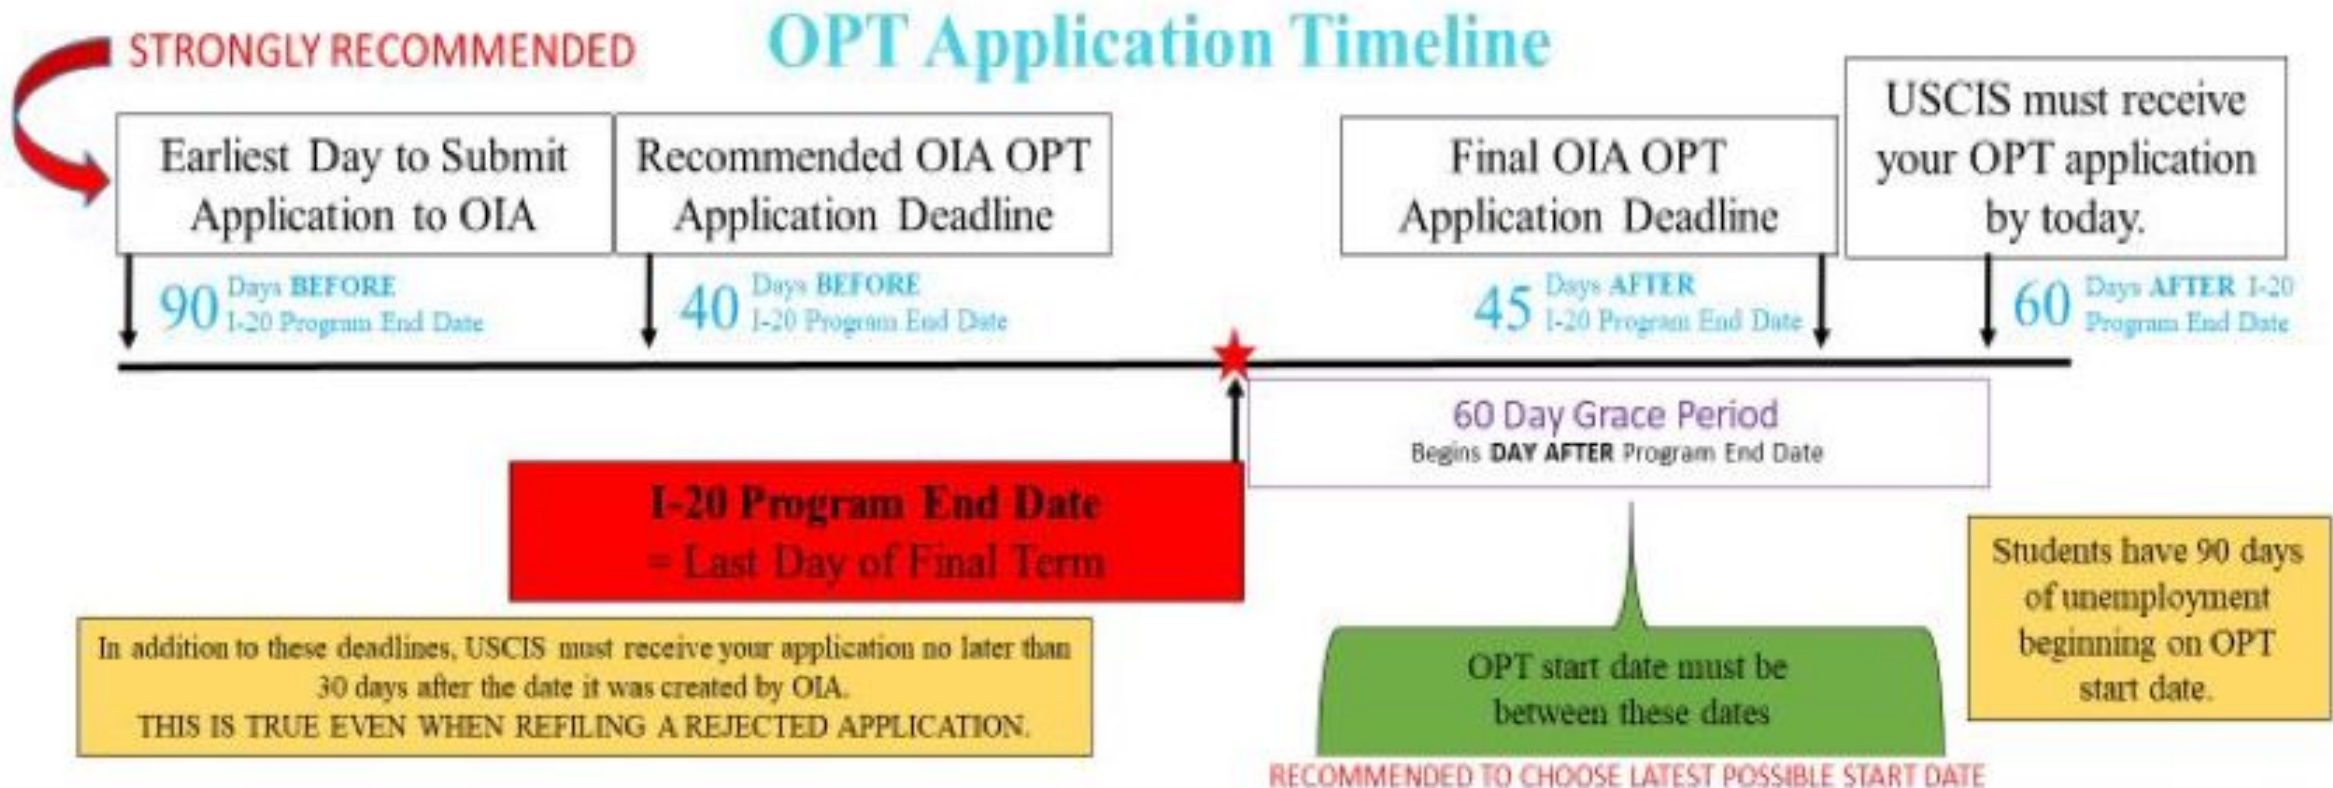 OPT Application Timeline
STRONGLY RECOMMENDED
Earliest Day to Submit
Application to OIA
Recommended OIA OPT
Application Deadline
Final OIA OPT
Application Deadline
USCIS must receive
your OPT application
by today.
90 Days BEFORE
I-20 Program End Date
40 Days BEFORE
I-20 Program End Date
45 Days AFTER
I-20 Program End Date
60 Days AFTER I-20
Program End Date
60 Day Grace Period
Begins DAY AFTER Program End Date
I-20 Program End Date
= Last Day of Final Term
In addition to these deadlines, USCIS must receive your application no later than
30 days after the date it was created by OIA.
THIS IS TRUE EVEN WHEN REFILING A REJECTED APPLICATION.
OPT start date must be
between these dates
RECOMMENDED TO CHOOSE LATEST POSSIBLE START DATE
Students have 90 days
of unemployment
beginning on OPT
start date.